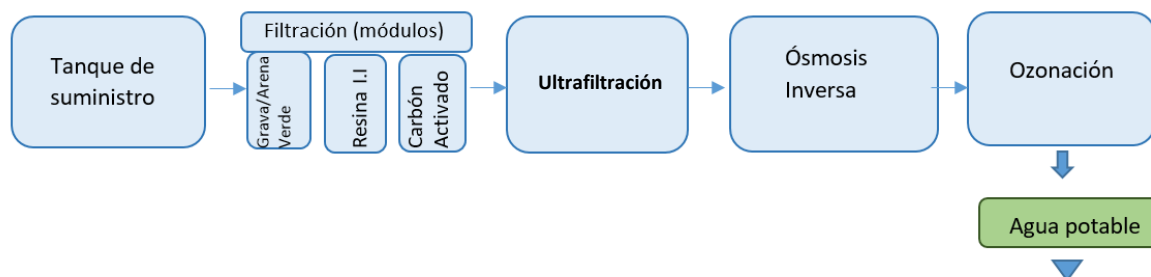 Tanque de
suministro
Filtración (módulos)
Grava/Arena
Verde
Resina I.I
Carbón
Activado
Ultrafiltración
Ósmosis
Inversa
Ozonación
Agua potable